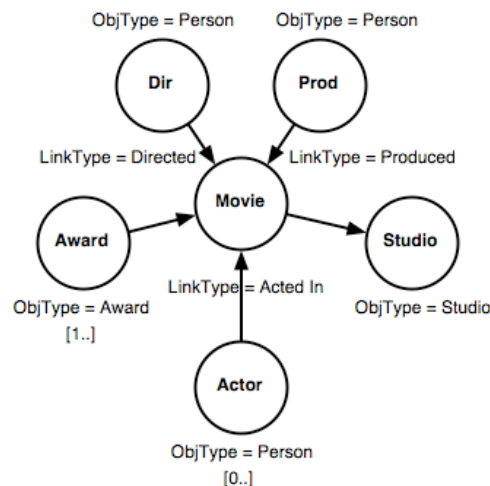 ObjType = Person
ObjType = Person
Dir
Prod
LinkType = Directed
LinkType = Produced
Movie
Award
Studio
ObjType = Award
[1..]
LinkType = Acted In
ObjType = Studio
Actor
ObjType = Person
[0..]